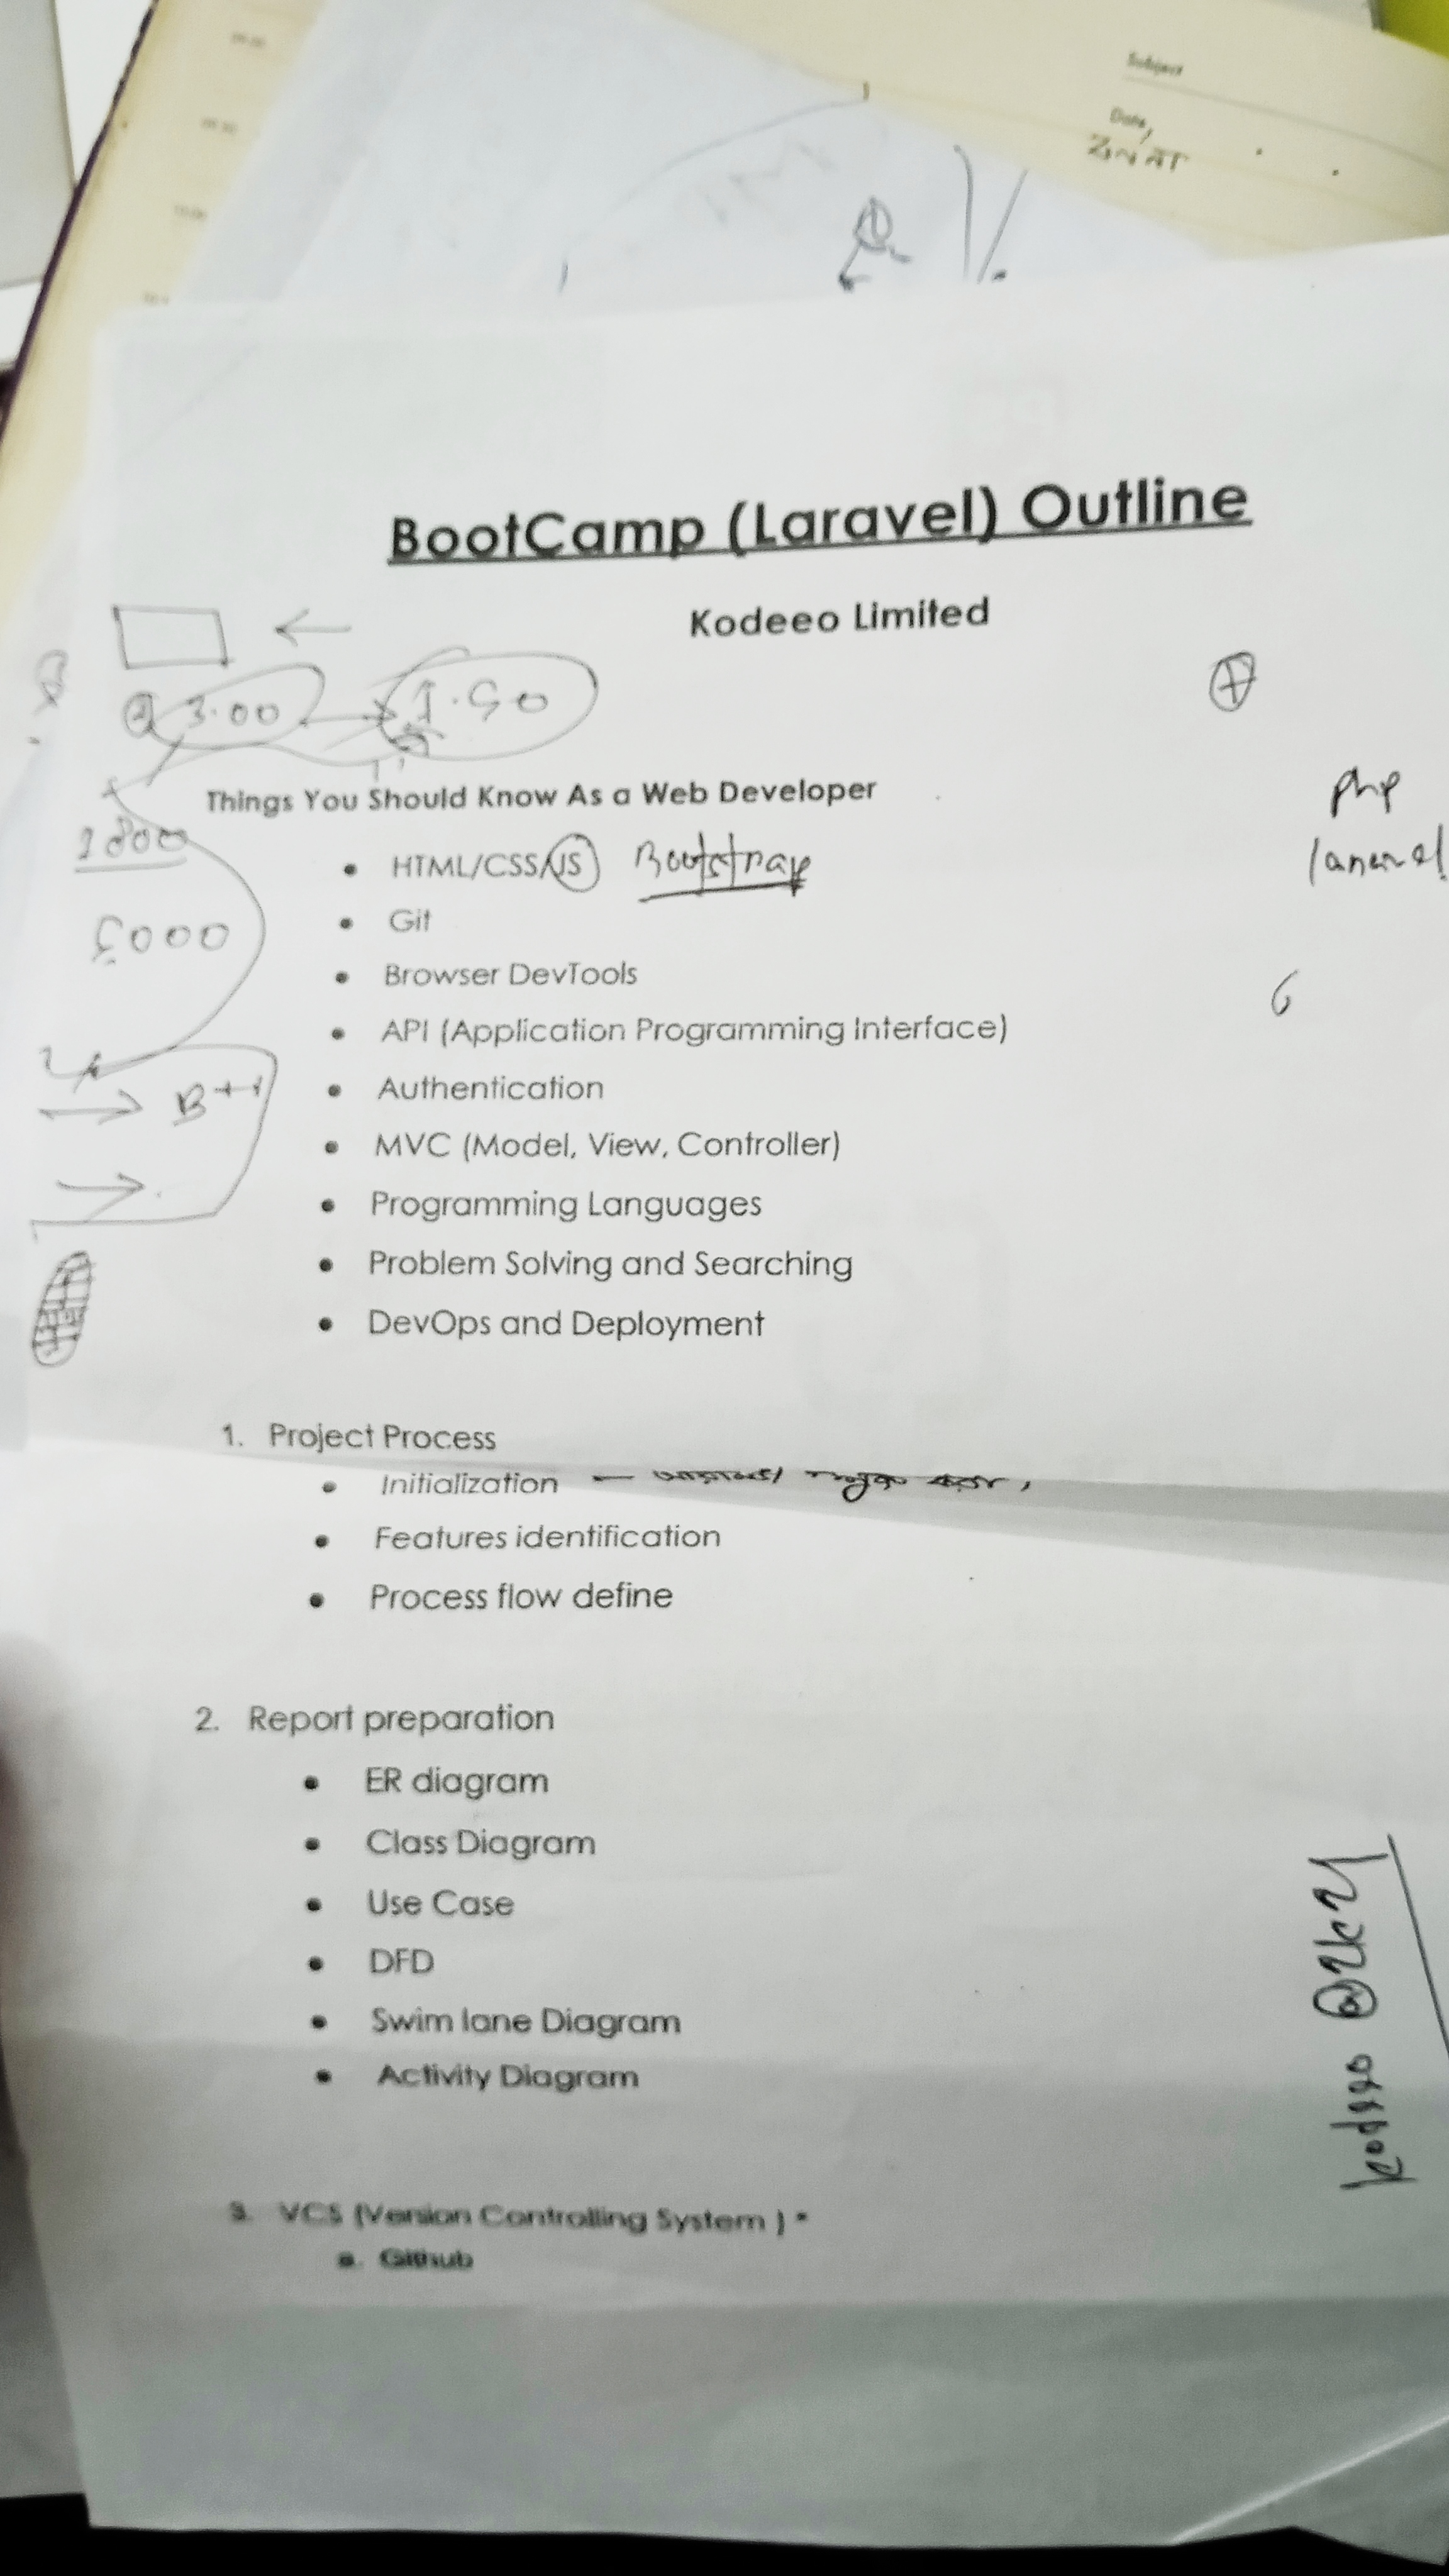 Subject
Date,
BootCamp (Laravel) Outline
Kodeeo Limited
3.00
1.50
Things You Should Know As a Web Developer
php
laravel
1800
• HTML/CSS/JS Bootstrap
• Git
5000
• Browser DevTools
6
• API (Application Programming Interface)
• Authentication
B++
• MVC (Model, View, Controller)
• Programming Languages
• Problem Solving and Searching
• DevOps and Deployment
1. Project Process
• Initialization —
• Features identification
• Process flow define
2. Report preparation
• ER diagram
• Class Diagram
• Use Case
• DFD
• Swim lane Diagram
• Activity Diagram
kodeeo @2k21
3. VCS (Version Controlling System ) *
a. Github